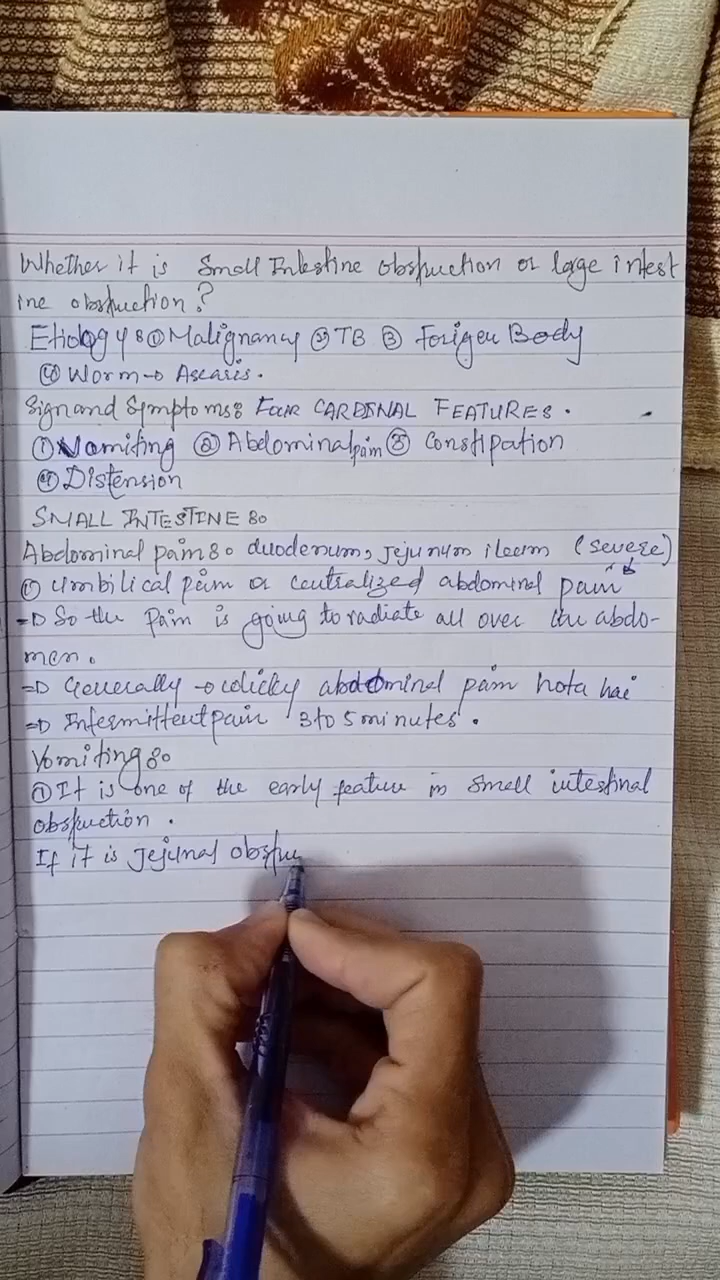 Whether it is Small Intestine obstruction or large intest
ine obstruction?
Etiology: ① Malignancy ② TB ③ Forigeu Body
④ Worm → Ascaris.
Sign and Symptoms: FOUR CARDINAL FEATURES.
① Vomiting ② Abdominal pain ③ Constipation
④ Distension
SMALL INTESTINE:
Abdominal pain: duodenum, Jejunum ileem (severe)
① Umbilical pain or centralized abdominal pain
⇒ So the Pain is going to radiate all over the abdo-
men.
⇒ Generally → colicky abdominal pain hota hai
⇒ Intermittent pain 3 to 5 minutes.
Vomiting:
① It is one of the early feature in Small intestinal
obstruction.
If it is Jejunal obstru